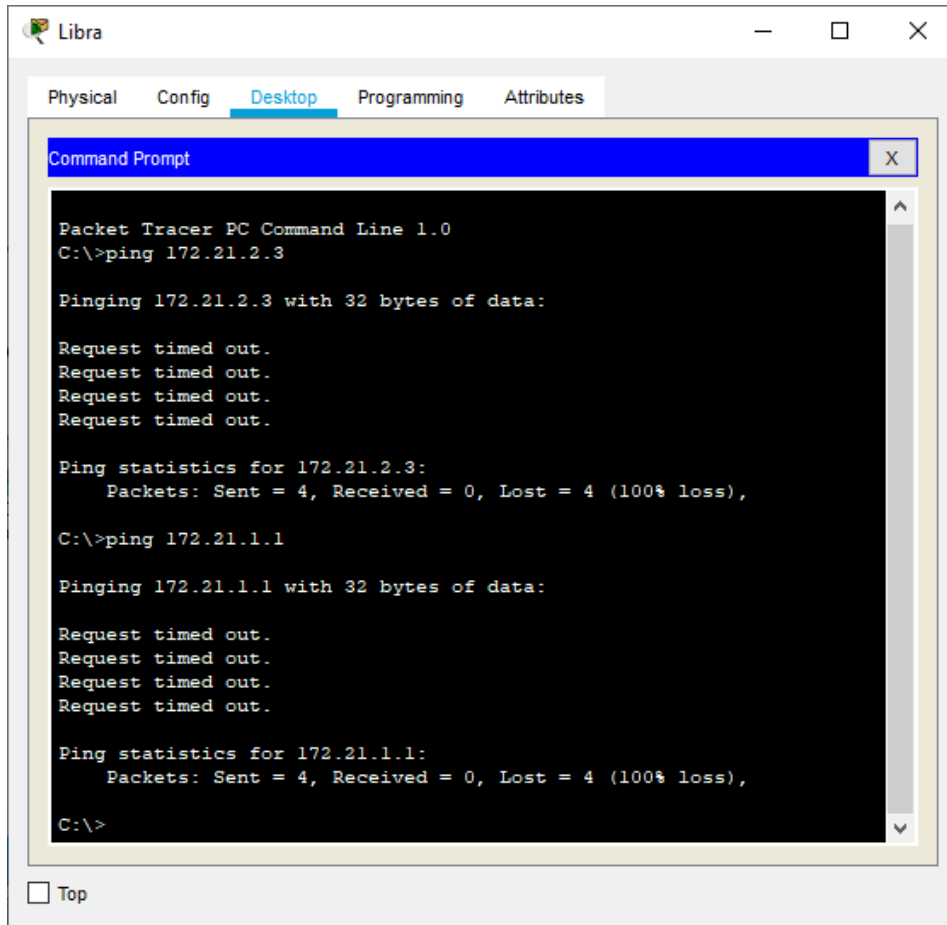 Libra
Physical Config Desktop Programming Attributes
Command Prompt
X
Packet Tracer PC Command Line 1.0
C:\>ping 172.21.2.3
Pinging 172.21.2.3 with 32 bytes of data:
Request timed out.
Request timed out.
Request timed out.
Request timed out.
Ping statistics for 172.21.2.3:
Packets: Sent = 4, Received = 0, Lost = 4 (100% loss),
C:\>ping 172.21.1.1
Pinging 172.21.1.1 with 32 bytes of data:
Request timed out.
Request timed out.
Request timed out.
Request timed out.
Ping statistics for 172.21.1.1:
Packets: Sent = 4, Received = 0, Lost = 4 (100% loss),
C:\>
Top